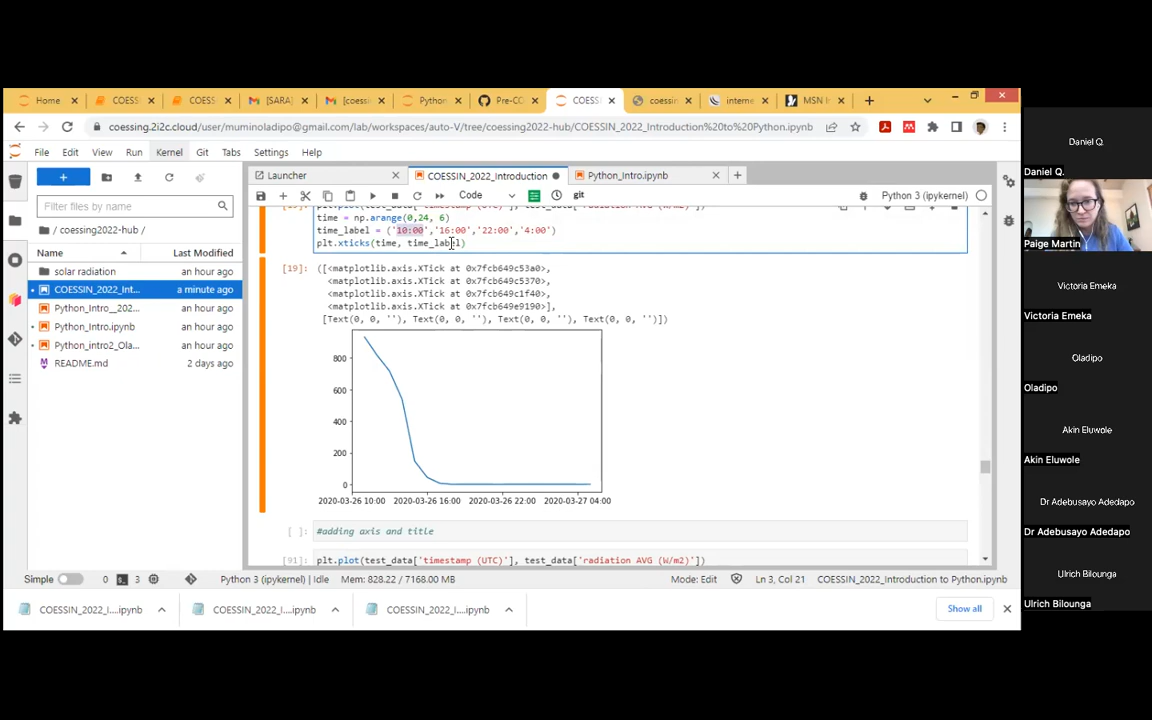 Home
COESS
COESS
[SARA]
[coessi
Python
Pre-CO
COESS
coessin
interne
MSN I
coessing.2i2c.cloud/user/muminoladipo@gmail.com/lab/workspaces/auto-V/tree/coessing2022-hub/COESSIN_2022_Introduction%20to%20Python.ipynb
File Edit View Run Kernel Git Tabs Settings Help
Launcher
COESSIN_2022_Introduction
Python_Intro.ipynb
Code
git
Python 3 (ipykernel)
Filter files by name
/ coessing2022-hub /
Name
Last Modified
solar radiation an hour ago
COESSIN_2022_Int... a minute ago
Python_Intro__202... an hour ago
Python_Intro.ipynb an hour ago
Python_intro2_Ola... an hour ago
README.md 2 days ago
time = np.arange(0,24, 6)
time_label = ('10:00','16:00','22:00','4:00')
plt.xticks(time, time_label)
[19]: ([<matplotlib.axis.XTick at 0x7fcb649c53a0>,
<matplotlib.axis.XTick at 0x7fcb649c5370>,
<matplotlib.axis.XTick at 0x7fcb649c1f40>,
<matplotlib.axis.XTick at 0x7fcb649e9190>],
[Text(0, 0, ''), Text(0, 0, ''), Text(0, 0, ''), Text(0, 0, '')])
800
600
400
200
0
2020-03-26 10:00 2020-03-26 16:00 2020-03-26 22:00 2020-03-27 04:00
[ ]: #adding axis and title
[91]: plt.plot(test_data['timestamp (UTC)'], test_data['radiation AVG (W/m2)'])
Simple 0 3 Python 3 (ipykernel) | Idle Mem: 828.22 / 7168.00 MB Mode: Edit Ln 3, Col 21 COESSIN_2022_Introduction to Python.ipynb
COESSIN_2022_I....ipynb
COESSIN_2022_I....ipynb
COESSIN_2022_I....ipynb
Show all
Daniel Q.
Daniel Q.
Paige Martin
Victoria Emeka
Victoria Emeka
Oladipo
Oladipo
Akin Eluwole
Akin Eluwole
Dr Adebusayo Adedapo
Dr Adebusayo Adedapo
Ulrich Bilounga
Ulrich Bilounga